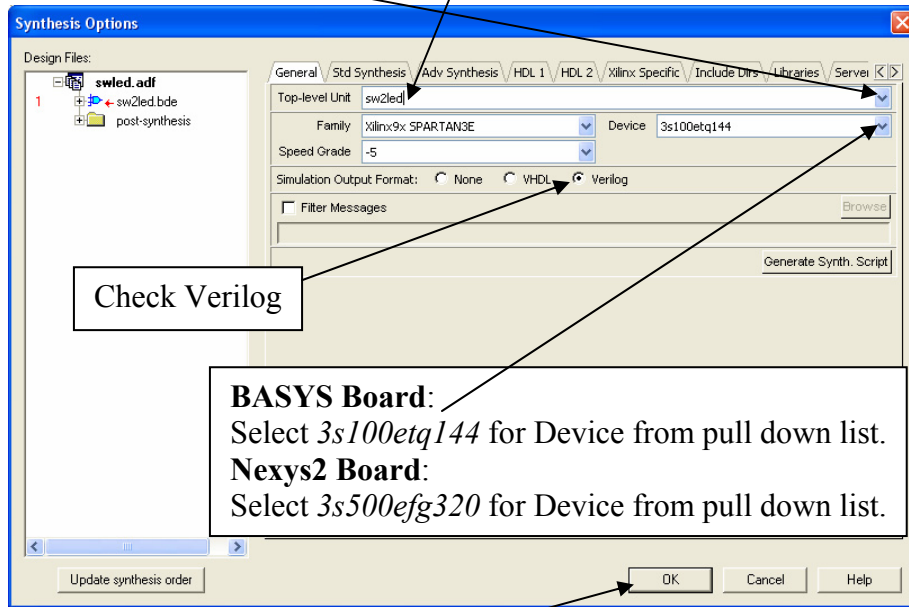 Synthesis Options
Design Files:
swled.adf
1 sw2led.bde
post-synthesis
General Std Synthesis Adv Synthesis HDL 1 HDL 2 Xilinx Specific Include Dirs Libraries Server
Top-level Unit sw2led
Family Xilinx9x SPARTAN3E Device 3s100etq144
Speed Grade -5
Simulation Output Format: None VHDL Verilog
Filter Messages Browse
Generate Synth. Script
Check Verilog
BASYS Board:
Select 3s100etq144 for Device from pull down list.
Nexys2 Board:
Select 3s500efg320 for Device from pull down list.
Update synthesis order OK Cancel Help